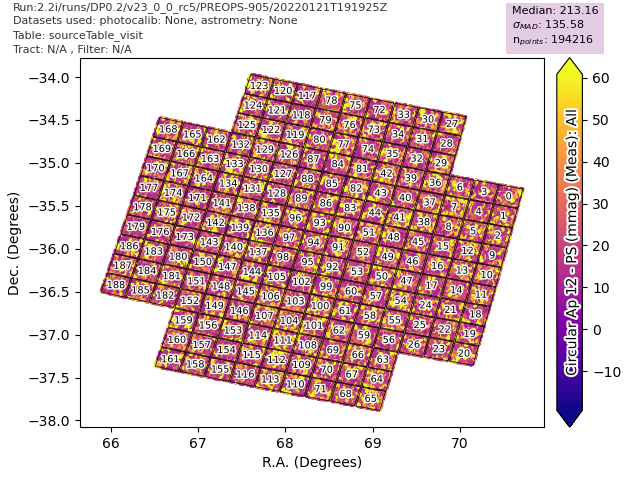 Run:2.2i/runs/DP0.2/v23_0_0_rc5/PREOPS-905/20220121T191925Z
Datasets used: photocalib: None, astrometry: None
Table: sourceTable_visit
Tract: N/A , Filter: N/A
Median: 213.16
σMAD: 135.58
npoints: 194216
−34.0
−34.5
−35.0
−35.5
−36.0
−36.5
−37.0
−37.5
−38.0
Dec. (Degrees)
66 67 68 69 70
R.A. (Degrees)
60
50
40
30
20
10
0
−10
123 120 117 78 75 72 33 30 27
124 121 118 79 76 73 34 31 28
125 122 119 80 77 74 35 32 29
168 165 162 132 129 126 87 84 81 42 39 36 6 3 0
169 166 163 133 130 127 88 85 82 43 40 37 7 4 1
170 167 164 134 131 128 89 86 83 44 41 38 8 5 2
177 174 171 141 138 135 96 93 90 51 48 45 15 12 9
178 175 172 142 139 136 97 94 91 52 49 46 16 13 10
179 176 173 143 140 137 98 95 92 53 50 47 17 14 11
186 183 180 150 147 144 105 102 99 60 57 54 24 21 18
187 184 181 151 148 145 106 103 100 61 58 55 25 22 19
188 185 182 152 149 146 107 104 101 62 59 56 26 23 20
159 156 153 114 111 108 69 66 63
160 157 154 115 112 109 70 67 64
161 158 155 116 113 110 71 68 65